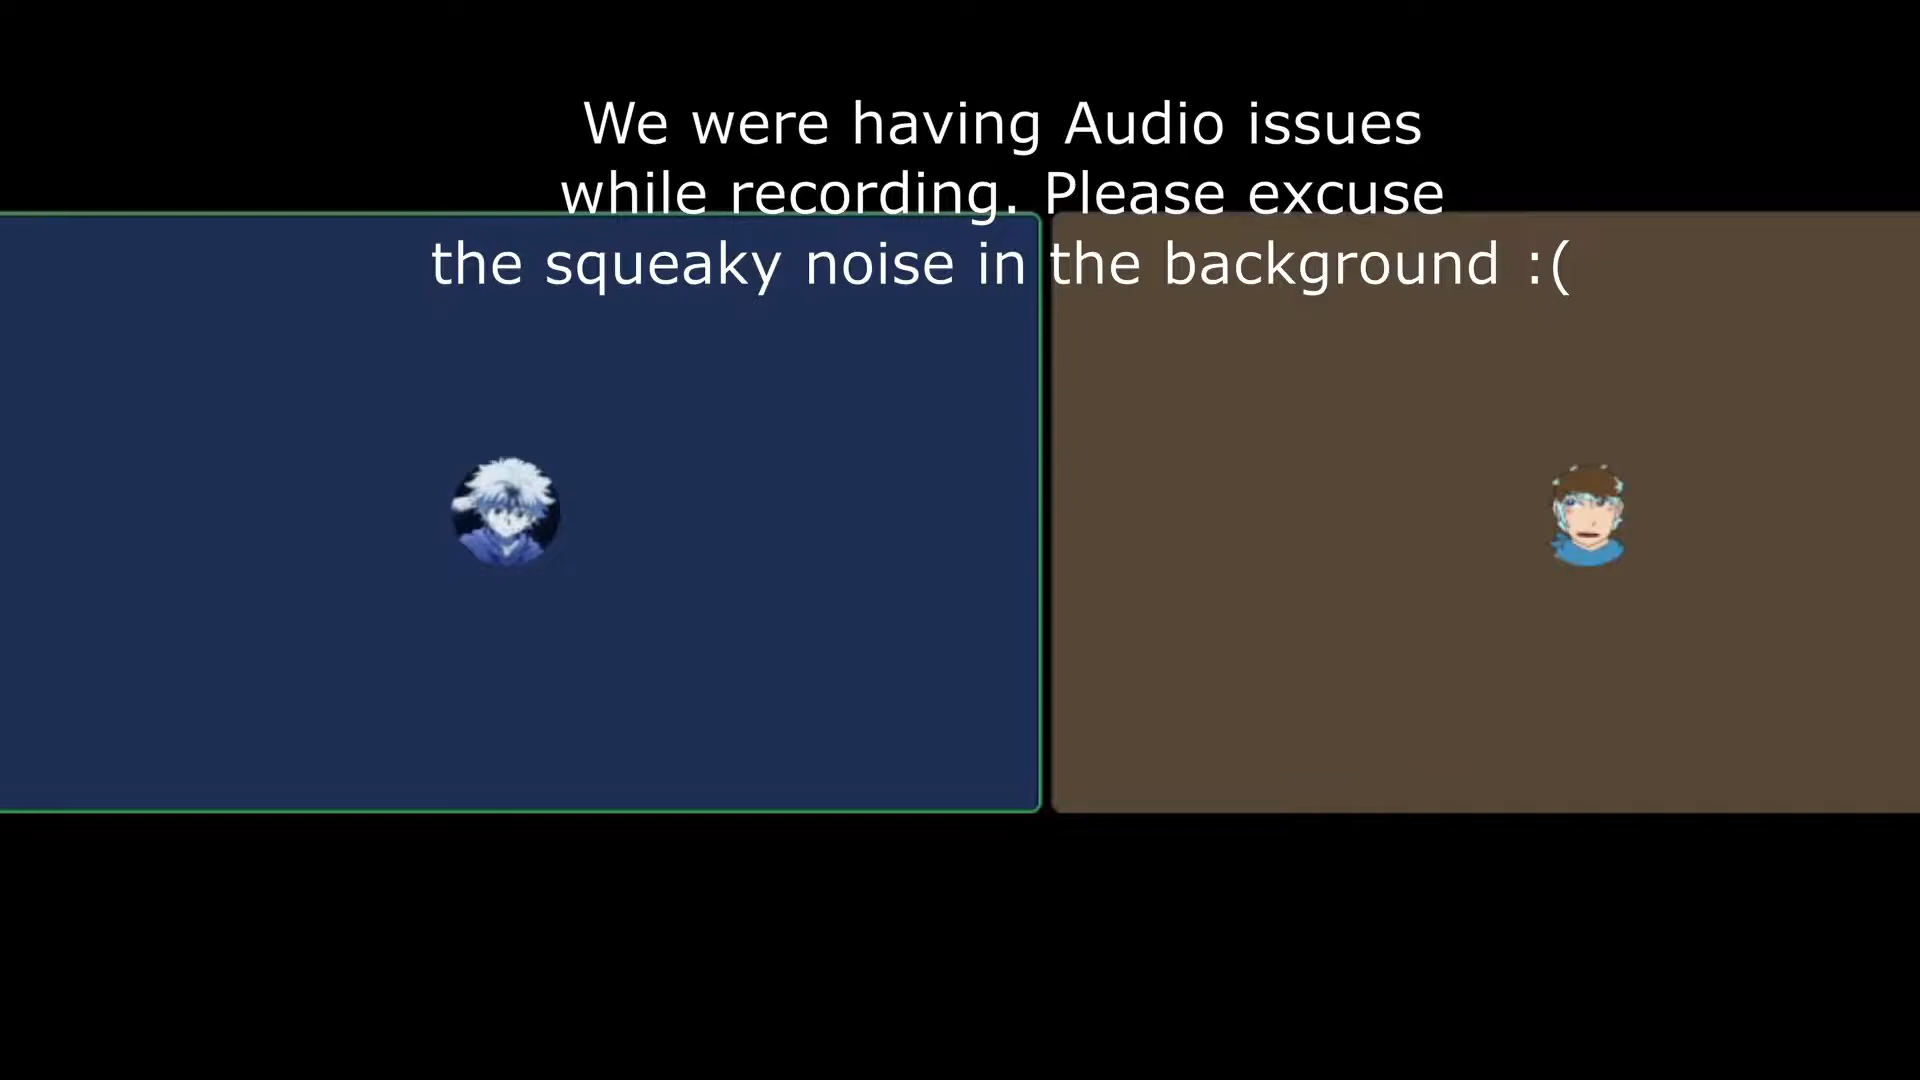 We were having Audio issues
while recording. Please excuse
the squeaky noise in the background :(